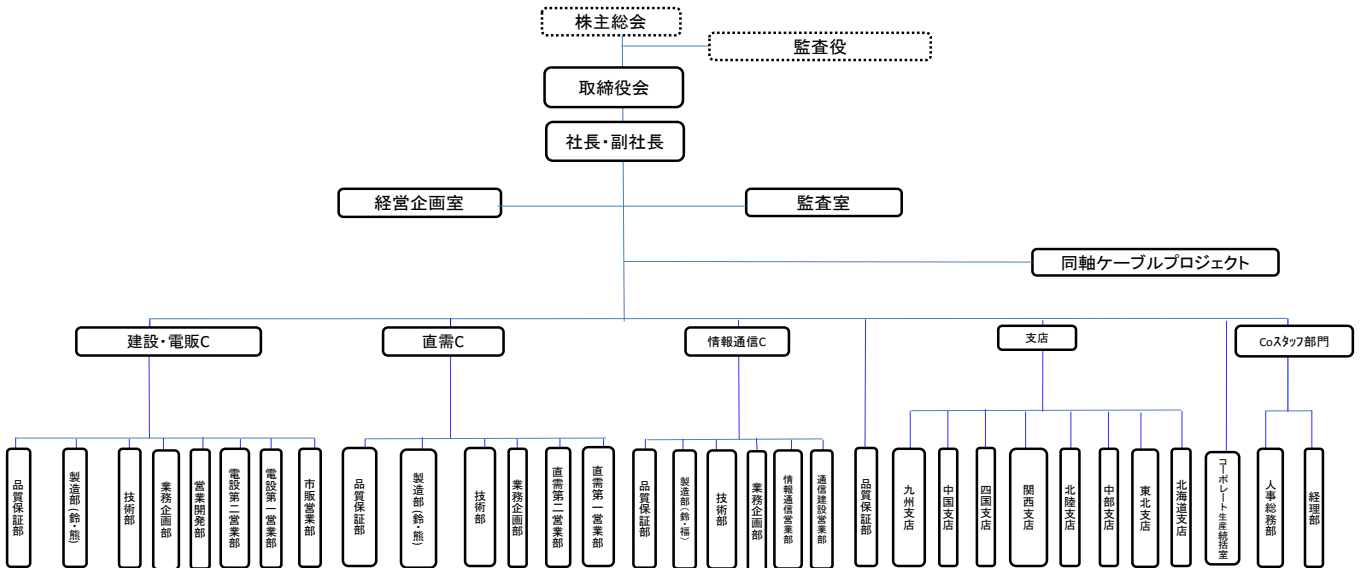 株主総会
監査役
取締役会
社長・副社長
経営企画室
監査室
同軸ケーブルプロジェクト
建設・電販C
直需C
情報通信C
支店
Coスタッフ部門
品質保証部
製造部(鈴・熊)
技術部
業務企画部
営業開発部
電設第二営業部
電設第一営業部
市販営業部
品質保証部
製造部(鈴・熊)
技術部
業務企画部
直需第二営業部
直需第一営業部
品質保証部
製造部(鈴・福)
技術部
業務企画部
情報通信営業部
通信建設営業部
品質保証部
九州支店
中国支店
四国支店
関西支店
北陸支店
中部支店
東北支店
北海道支店
コーポレート生産統括室
人事総務部
経理部